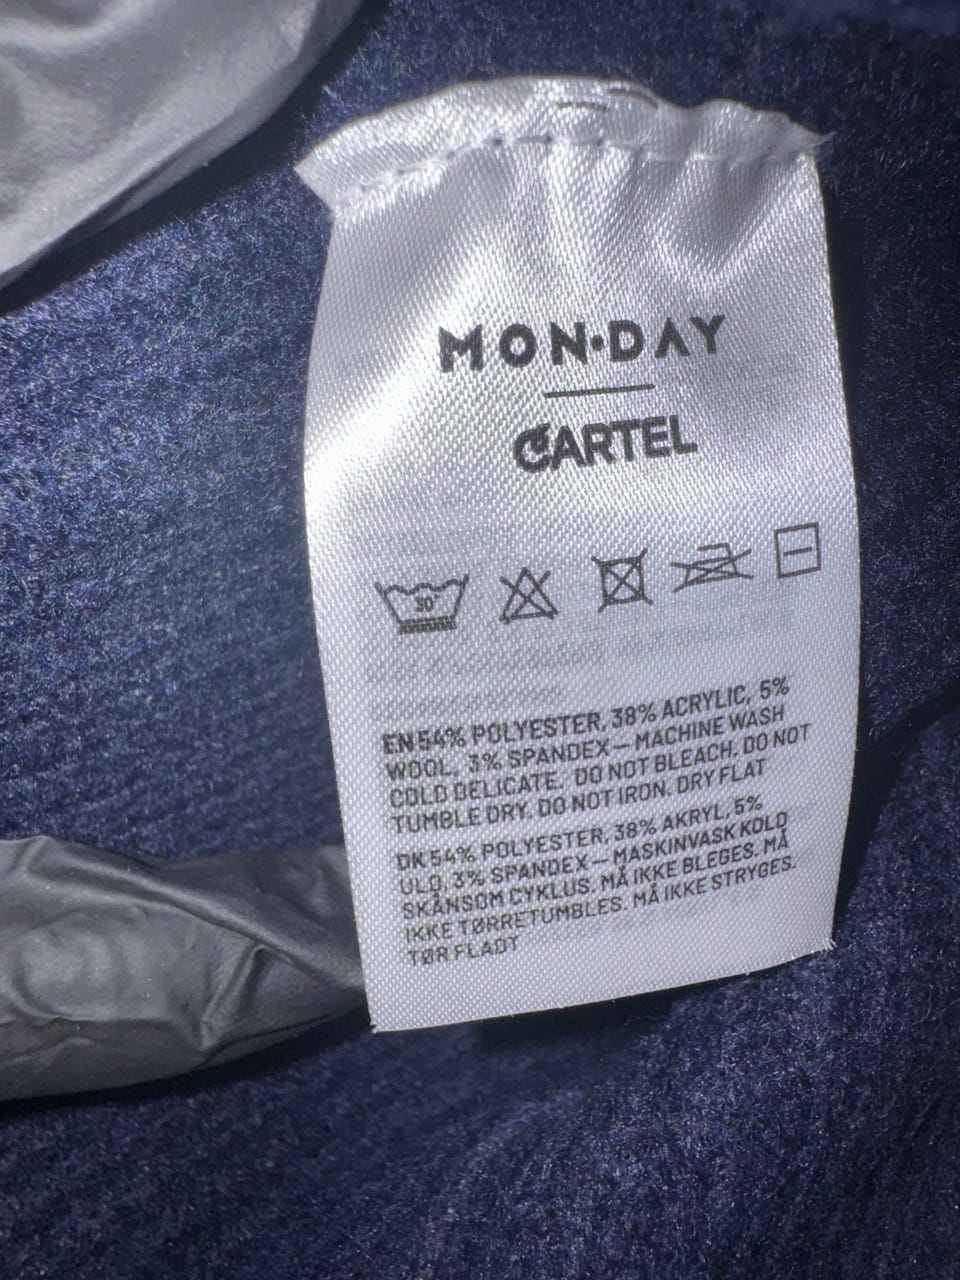 MON•DAY
CARTEL
30°
EN 54% POLYESTER, 38% ACRYLIC, 5%
WOOL, 3% SPANDEX — MACHINE WASH
COLD DELICATE. DO NOT BLEACH. DO NOT
TUMBLE DRY. DO NOT IRON. DRY FLAT
DK 54% POLYESTER, 38% AKRYL, 5%
ULD, 3% SPANDEX — MASKINVASK KOLD
SKÅNSOM CYKLUS. MÅ IKKE BLEGES. MÅ
IKKE TØRRETUMBLES. MÅ IKKE STRYGES.
TØR FLADT